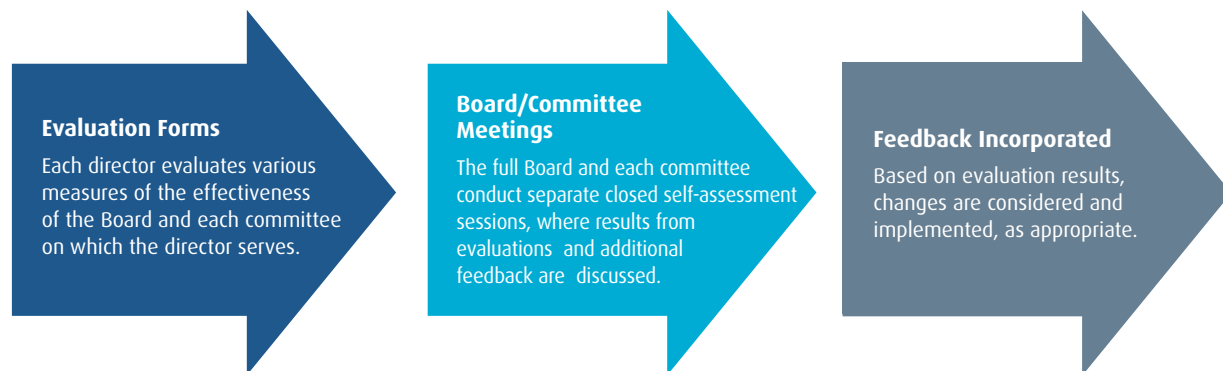 Evaluation Forms
Each director evaluates various
measures of the effectiveness
of the Board and each committee
on which the director serves.
Board/Committee
Meetings
The full Board and each committee
conduct separate closed self-assessment
sessions, where results from
evaluations and additional
feedback are discussed.
Feedback Incorporated
Based on evaluation results,
changes are considered and
implemented, as appropriate.